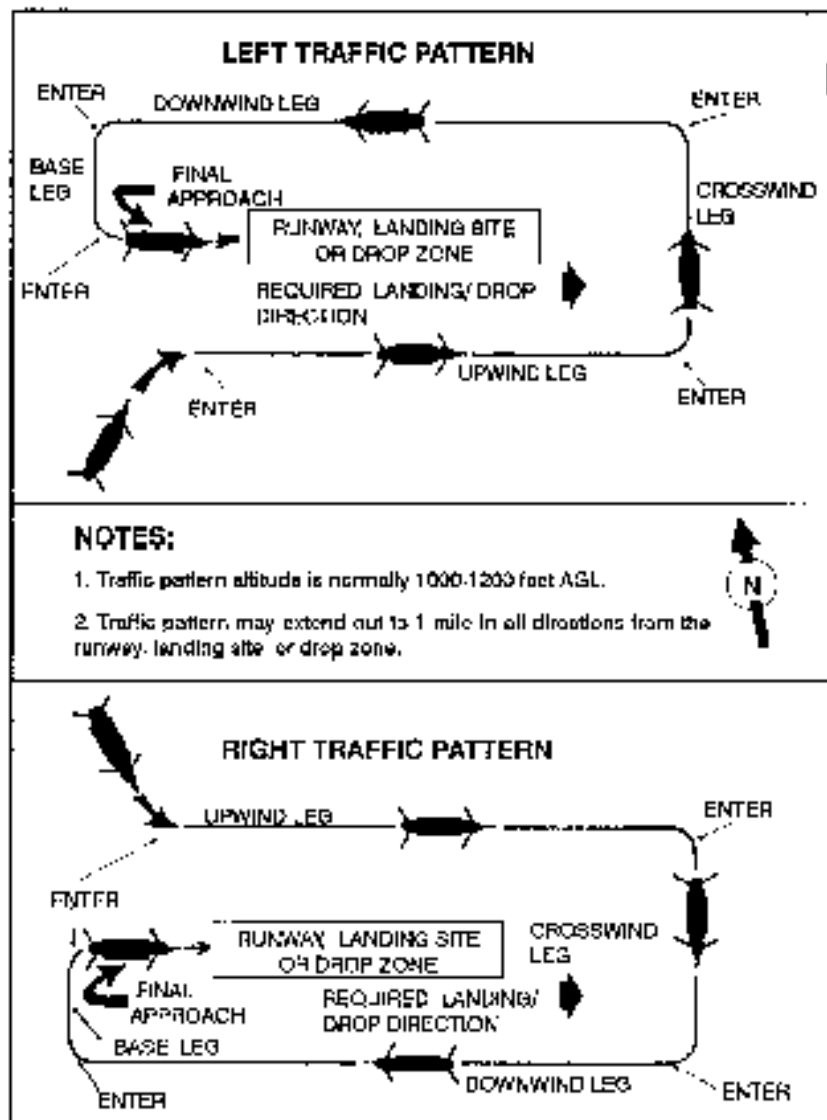 LEFT TRAFFIC PATTERN
ENTER
DOWNWIND LEG
ENTER
BASE
LEG
FINAL
APPROACH
CROSSWIND
LEG
RUNWAY, LANDING SITE
OR DROP ZONE
ENTER
REQUIRED LANDING/ DROP
DIRECTION
UPWIND LEG
ENTER
ENTER
NOTES:
1. Traffic pattern altitude is normally 1000-1200 feet AGL.
2. Traffic pattern may extend out to 1 mile in all directions from the
runway, landing site or drop zone.
N
RIGHT TRAFFIC PATTERN
UPWIND LEG
ENTER
ENTER
RUNWAY, LANDING SITE
OR DROP ZONE
CROSSWIND
LEG
FINAL
APPROACH
REQUIRED LANDING/
DROP DIRECTION
BASE LEG
ENTER
DOWNWIND LEG
ENTER